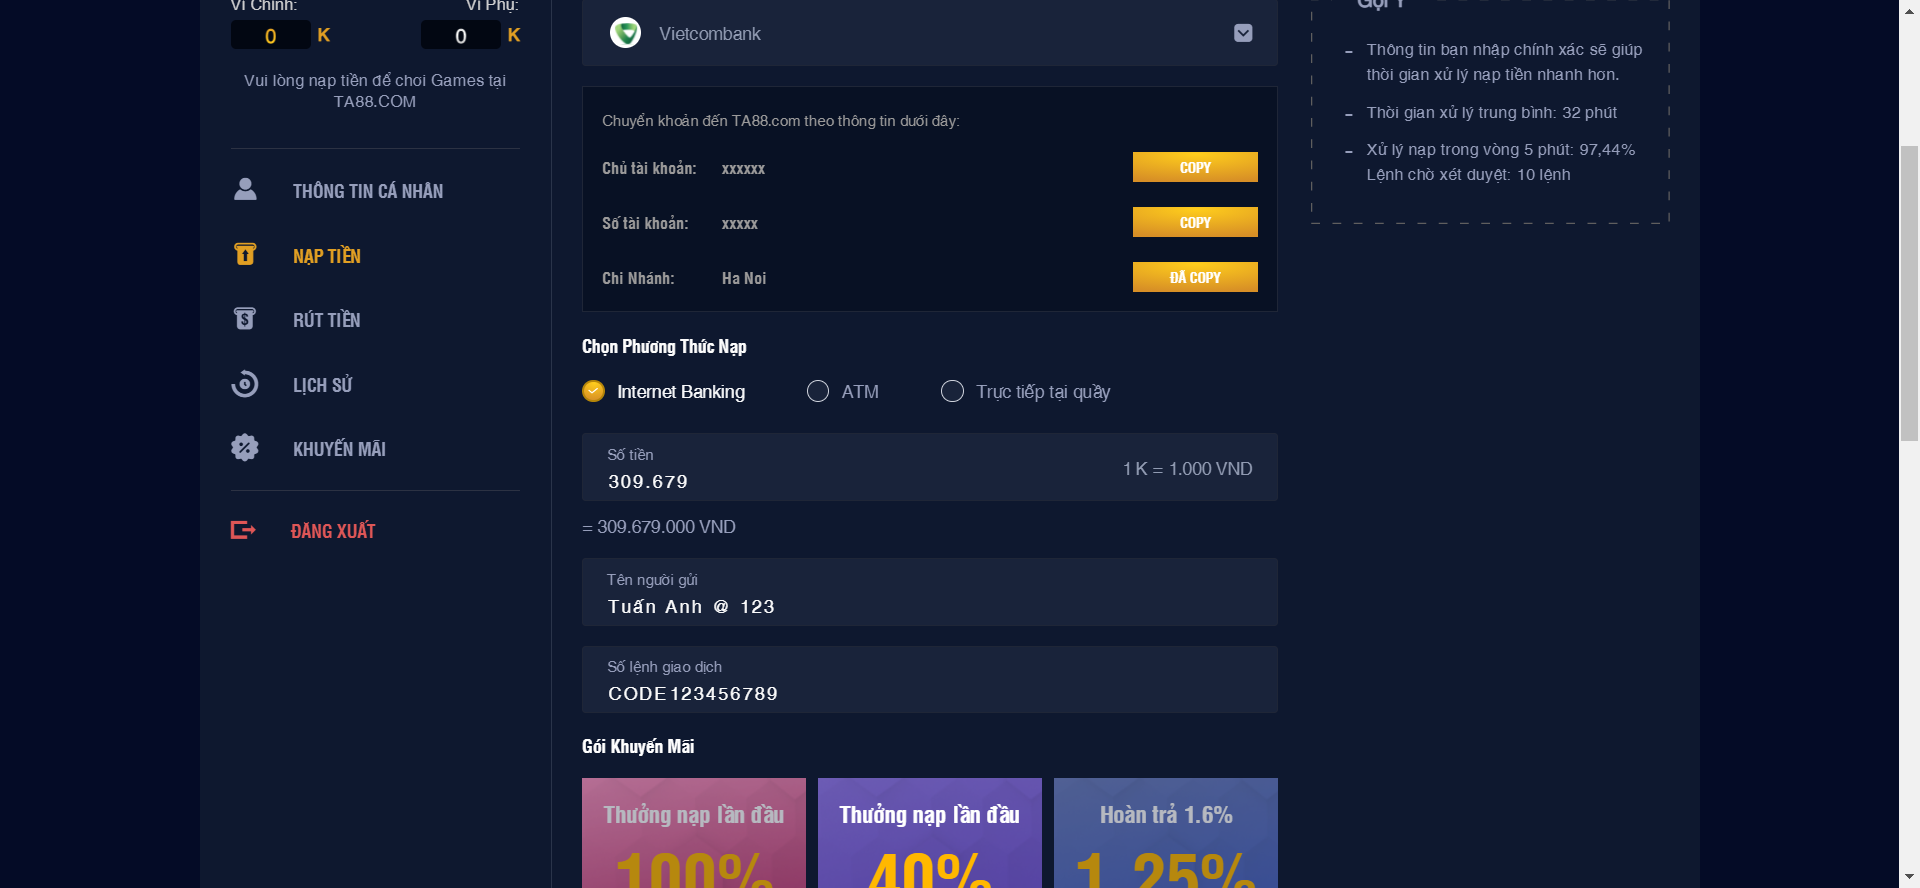 Ví Chính:
Ví Phụ:
0 K
0 K
Vui lòng nạp tiền để chơi Games tại
TA88.COM
THÔNG TIN CÁ NHÂN
NẠP TIỀN
RÚT TIỀN
LỊCH SỬ
KHUYẾN MÃI
ĐĂNG XUẤT
Vietcombank
Chuyển khoản đến TA88.com theo thông tin dưới đây:
Chủ tài khoản: xxxxxx COPY
Số tài khoản: xxxxx COPY
Chi Nhánh: Ha Noi ĐÃ COPY
Chọn Phương Thức Nạp
Internet Banking ATM Trực tiếp tại quầy
Số tiền
309.679
1 K = 1.000 VND
= 309.679.000 VND
Tên người gửi
Tuấn Anh @ 123
Số lệnh giao dịch
CODE123456789
Gói Khuyến Mãi
Thưởng nạp lần đầu
100%
Thưởng nạp lần đầu
40%
Hoàn trả 1.6%
1.25%
Gợi Ý
- Thông tin bạn nhập chính xác sẽ giúp
thời gian xử lý nạp tiền nhanh hơn.
- Thời gian xử lý trung bình: 32 phút
- Xử lý nạp trong vòng 5 phút: 97,44%
Lệnh chờ xét duyệt: 10 lệnh